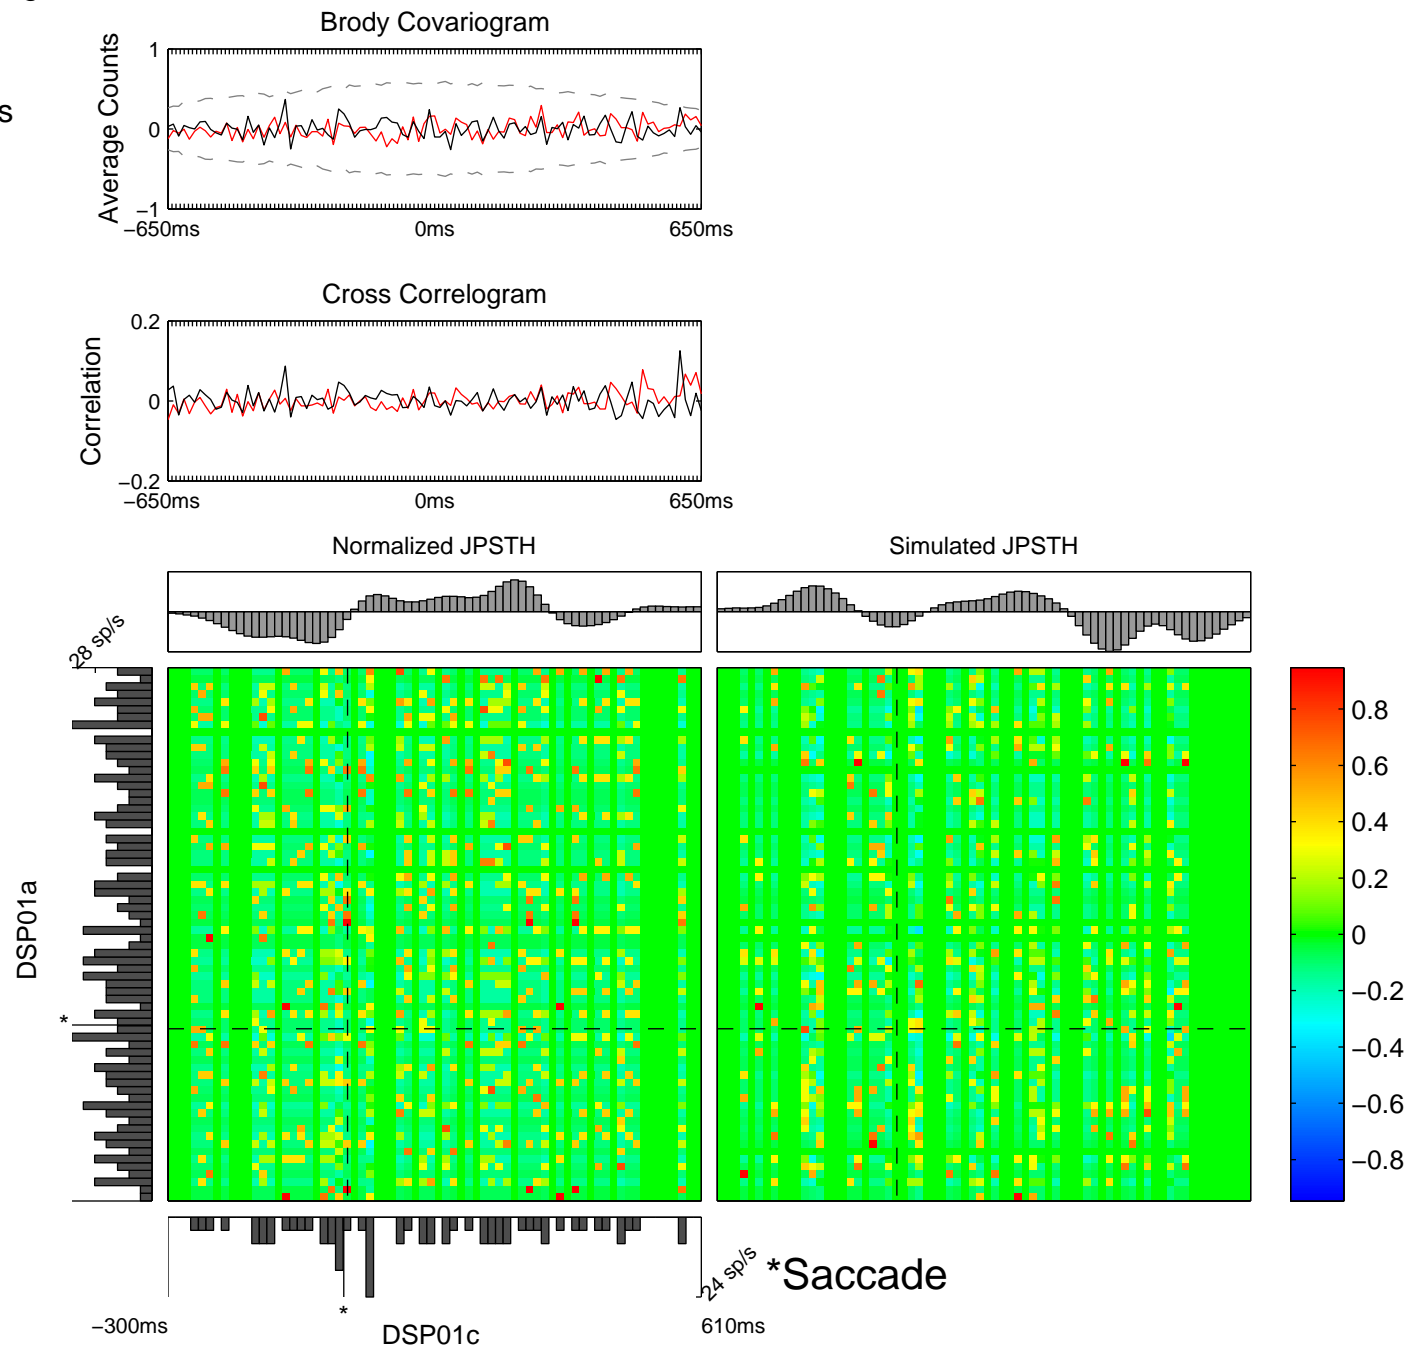 g
Brody Covariogram
s
Average Counts
1
0
−1
−650ms
0ms
650ms
Cross Correlogram
Correlation
0.2
0
−0.2
−650ms
0ms
650ms
Normalized JPSTH
Simulated JPSTH
28 sp/s
DSP01a
*
0.8
0.6
0.4
0.2
0
−0.2
−0.4
−0.6
−0.8
24 sp/s
*Saccade
*
−300ms
DSP01c
610ms